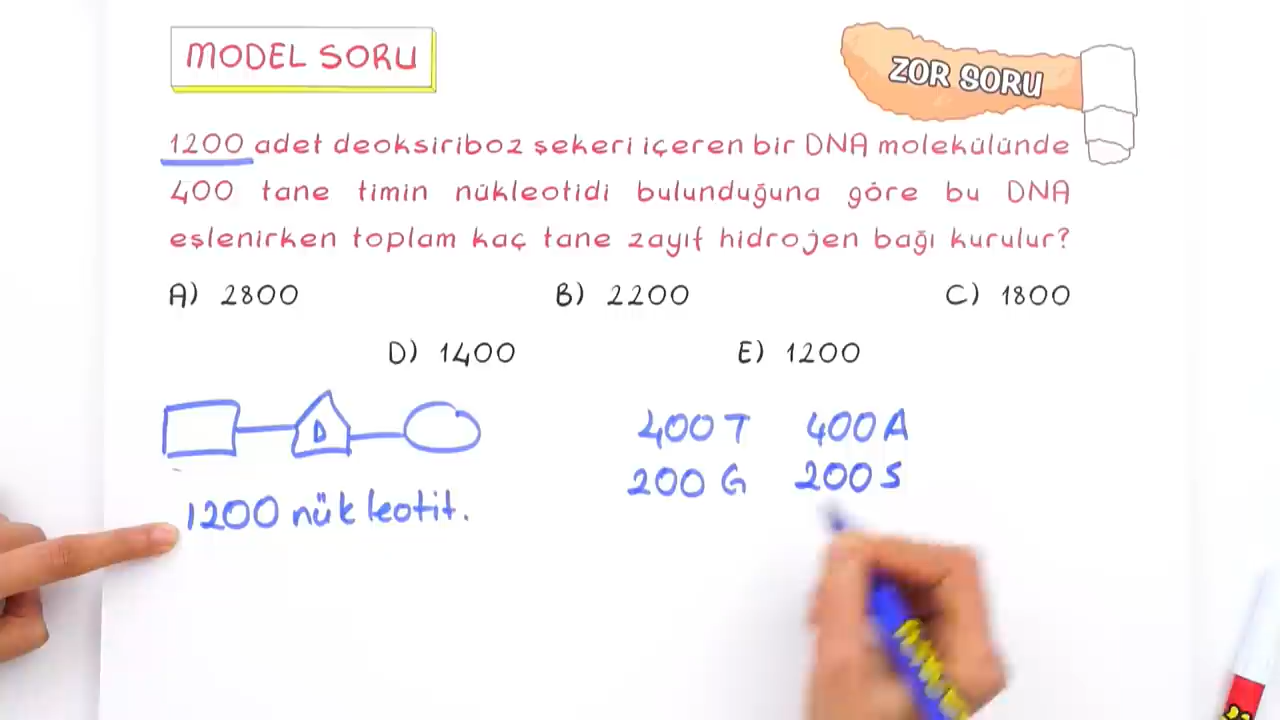 MODEL SORU
ZOR SORU
1200 adet deoksiriboz şekeri içeren bir DNA molekülünde
400 tane timin nükleotidi bulunduğuna göre bu DNA
eşlenirken toplam kaç tane zayıf hidrojen bağı kurulur?
A) 2800
B) 2200
C) 1800
D) 1400
E) 1200
D
400 T 400 A
200 G 200 S
1200 nükleotit.